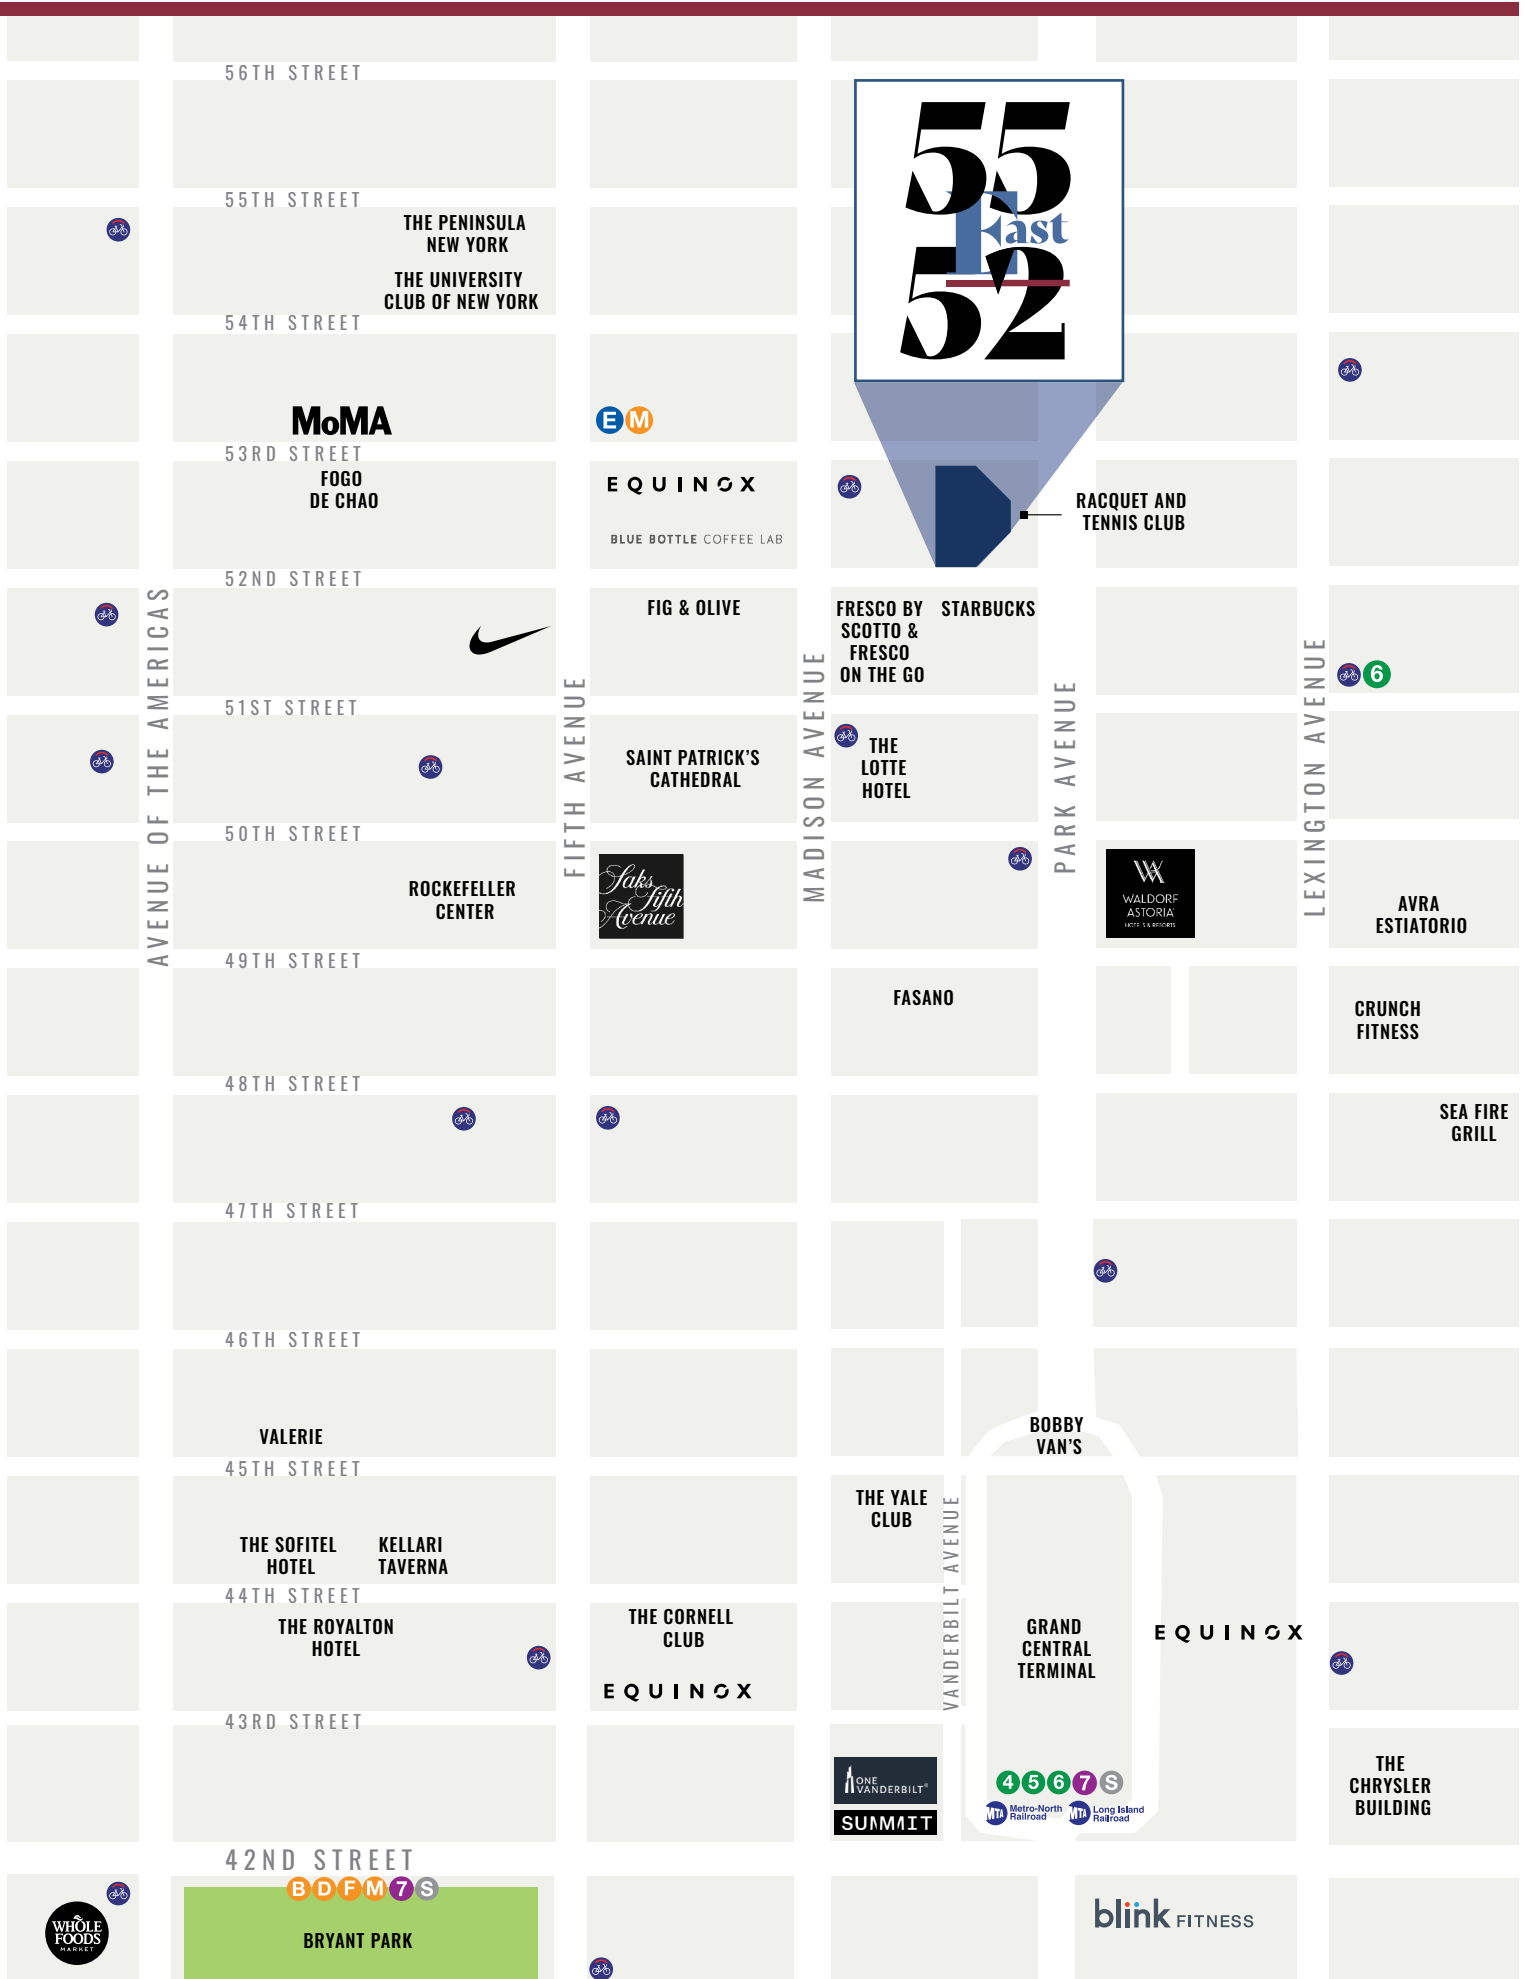 56TH STREET
55
East
52
55TH STREET
THE PENINSULA
NEW YORK
THE UNIVERSITY
CLUB OF NEW YORK
54TH STREET
MoMA
E M
53RD STREET
FOGO
DE CHAO
EQUINOX
BLUE BOTTLE COFFEE LAB
RACQUET AND
TENNIS CLUB
52ND STREET
FIG & OLIVE
FRESCO BY
SCOTTO &
FRESCO
ON THE GO
STARBUCKS
6
51ST STREET
AVENUE OF THE AMERICAS
FIFTH AVENUE
MADISON AVENUE
PARK AVENUE
LEXINGTON AVENUE
SAINT PATRICK'S
CATHEDRAL
THE
LOTTE
HOTEL
50TH STREET
ROCKEFELLER
CENTER
Saks
Fifth
Avenue
WALDORF
ASTORIA
HOTELS & RESORTS
AVRA
ESTIATORIO
49TH STREET
FASANO
CRUNCH
FITNESS
48TH STREET
SEA FIRE
GRILL
47TH STREET
46TH STREET
VALERIE
BOBBY
VAN'S
45TH STREET
THE YALE
CLUB
VANDERBILT AVENUE
THE SOFITEL
HOTEL
KELLARI
TAVERNA
44TH STREET
THE ROYALTON
HOTEL
THE CORNELL
CLUB
EQUINOX
GRAND
CENTRAL
TERMINAL
EQUINOX
43RD STREET
ONE
VANDERBILT
SUMMIT
4 5 6 7 S
MTA Metro-North
Railroad
MTA Long Island
Railroad
THE
CHRYSLER
BUILDING
42ND STREET
B D F M 7 S
WHOLE
FOODS
MARKET
BRYANT PARK
blink FITNESS